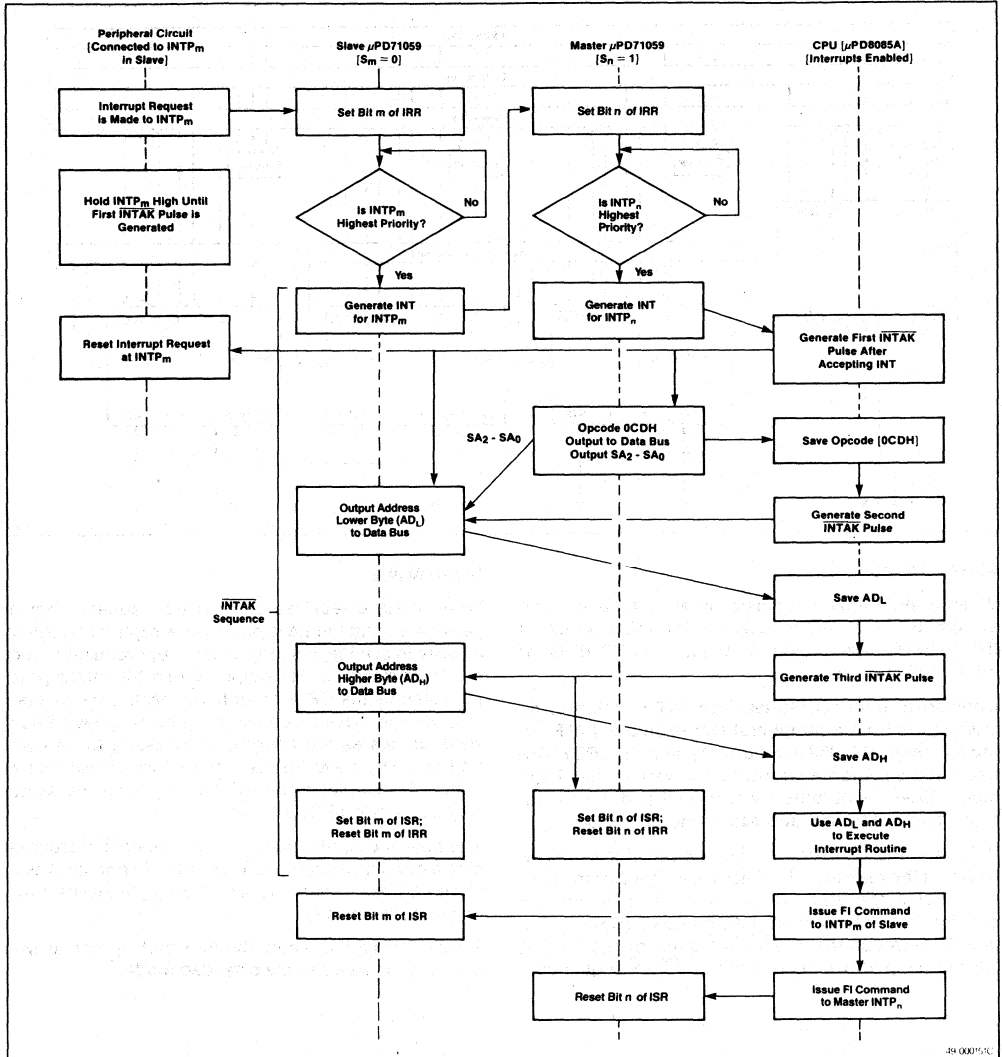 Peripheral Circuit
[Connected to INTPm
in Slave]
Slave μPD71059
[Sm = 0]
Master μPD71059
[Sn = 1]
CPU [μPD8085A]
[Interrupts Enabled]
Interrupt Request
is Made to INTPm
Set Bit m of IRR
Set Bit n of IRR
Hold INTPm High Until
First INTAK Pulse is
Generated
Is INTPm
Highest Priority?
No
Is INTPn
Highest
Priority?
No
Yes
Yes
Generate INT
for INTPm
Generate INT
for INTPn
Reset Interrupt Request
at INTPm
Generate First INTAK
Pulse After
Accepting INT
SA2 - SA0
Opcode 0CDH
Output to Data Bus
Output SA2 - SA0
Save Opcode [0CDH]
Output Address
Lower Byte (ADL)
to Data Bus
Generate Second
INTAK Pulse
INTAK
Sequence
Save ADL
Output Address
Higher Byte (ADH)
to Data Bus
Generate Third INTAK Pulse
Save ADH
Set Bit m of ISR;
Reset Bit m of IRR
Set Bit n of ISR;
Reset Bit n of IRR
Use ADL and ADH
to Execute
Interrupt Routine
Reset Bit m of ISR
Issue FI Command
to INTPm of Slave
Reset Bit n of ISR
Issue FI Command
to Master INTPn